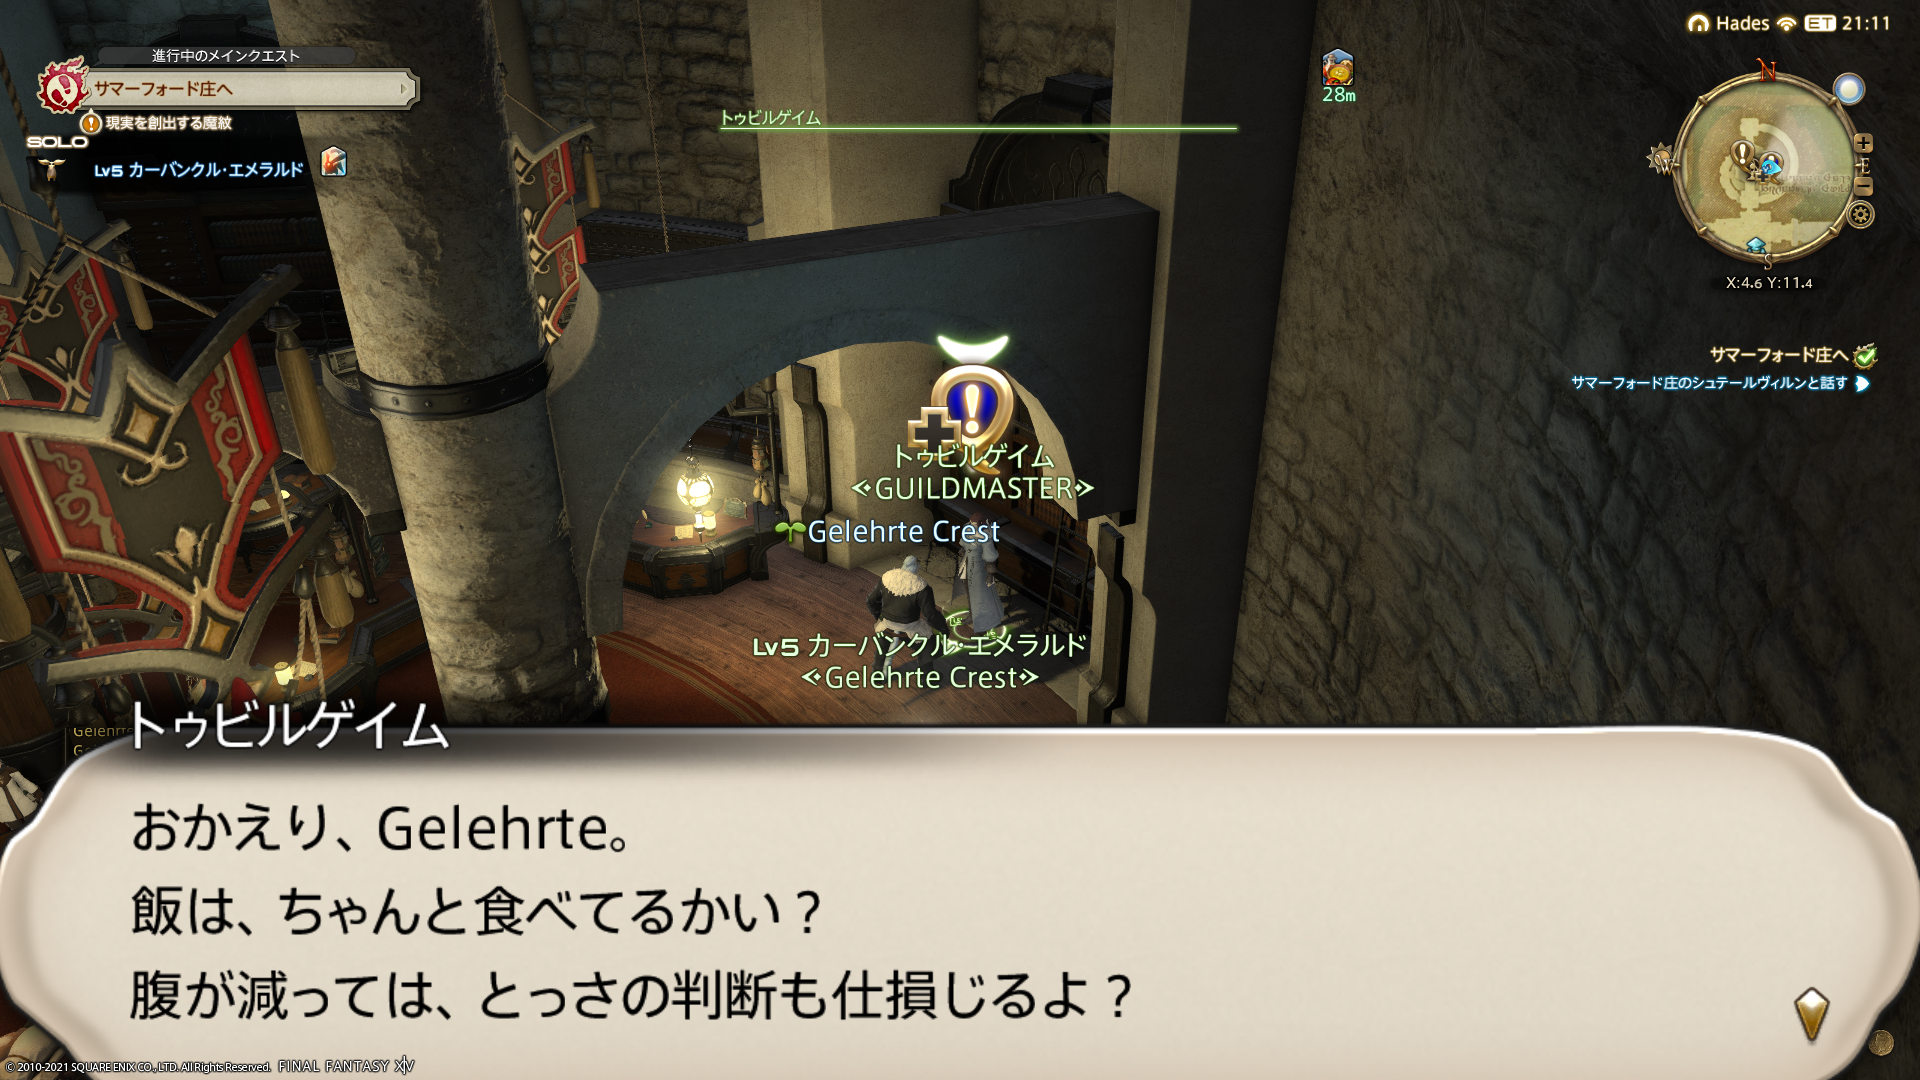 進行中のメインクエスト
サマーフォード庄へ
現実を創出する魔紋
SOLO
Lv5 カーバンクル・エメラルド
トゥビルゲイム
28m
Hades ET 21:11
N
E
S
W
X:4.6 Y:11.4
サマーフォード庄へ
サマーフォード庄のシュテールヴィルンと話す
トゥビルゲイム
GUILDMASTER
Gelehrte Crest
Lv5 カーバンクル・エメラルド
Gelehrte Crest
トゥビルゲイム
おかえり、Gelehrte。
飯は、ちゃんと食べてるかい？
腹が減っては、とっさの判断も仕損じるよ？
© 2010-2021 SQUARE ENIX CO., LTD. All Rights Reserved. FINAL FANTASY XIV